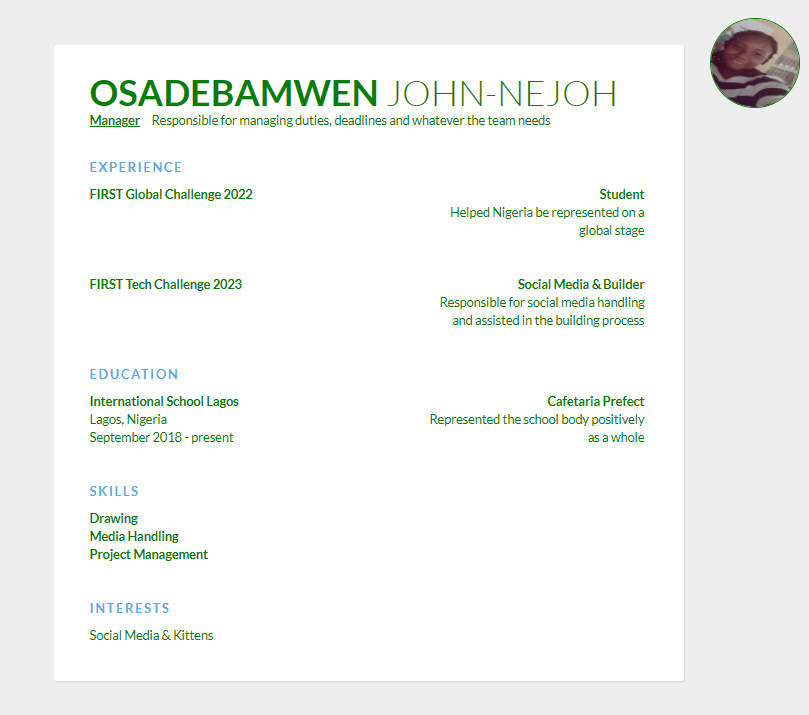 OSADEBAMWEN JOHN-NEJOH
Manager Responsible for managing duties, deadlines and whatever the team needs
EXPERIENCE
FIRST Global Challenge 2022 Student
Helped Nigeria be represented on a
global stage
FIRST Tech Challenge 2023 Social Media & Builder
Responsible for social media handling
and assisted in the building process
EDUCATION
International School Lagos Cafetaria Prefect
Lagos, Nigeria Represented the school body positively
September 2018 - present as a whole
SKILLS
Drawing
Media Handling
Project Management
INTERESTS
Social Media & Kittens